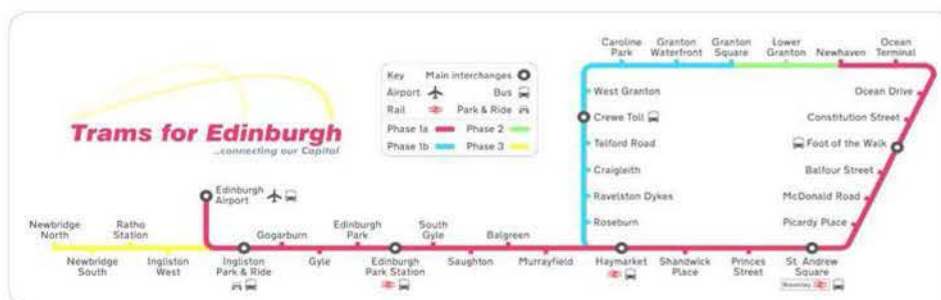 Trams for Edinburgh
...connecting our Capital
Key Main interchanges
Airport Bus
Rail Park & Ride
Phase 1a Phase 2
Phase 1b Phase 3
Caroline Park
Granton Waterfront
Granton Square
Lower Granton
Newhaven
Ocean Terminal
West Granton
Crewe Toll
Telford Road
Craigleith
Ravelston Dykes
Roseburn
Ocean Drive
Constitution Street
Foot of the Walk
Balfour Street
McDonald Road
Picardy Place
Edinburgh Airport
Newbridge North
Ratho Station
Gogarburn
Edinburgh Park
South Gyle
Balgreen
Newbridge South
Ingliston West
Ingliston Park & Ride
Gyle
Edinburgh Park Station
Saughton
Murrayfield
Haymarket
Shandwick Place
Princes Street
St. Andrew Square
Waverley